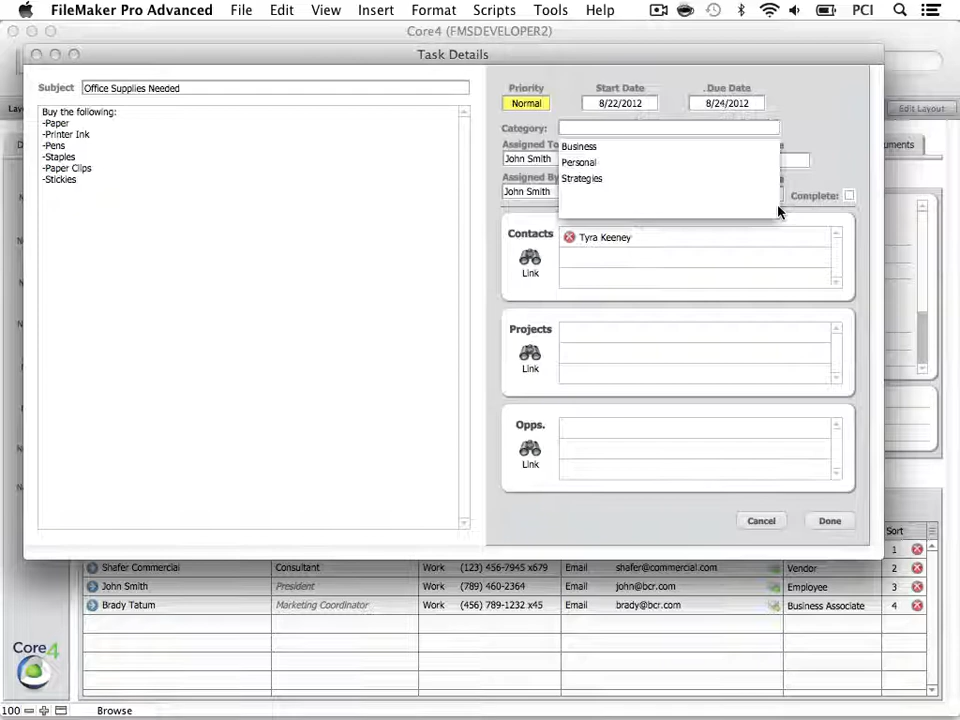 FileMaker Pro Advanced File Edit View Insert Format Scripts Tools Help PCI
Core4 (FMSDEVELOPER2)
Task Details
Subject Office Supplies Needed
Buy the following:
-Paper
-Printer Ink
-Pens
-Staples
-Paper Clips
-Stickies
Priority Start Date .Due Date
Normal 8/22/2012 8/24/2012
Category:
Business
Personal
Strategies
Assigned To
John Smith
Assigned By
John Smith
Complete:
Edit Layout
Contacts
Tyra Keeney
Link
Projects
Link
Opps.
Link
Cancel Done
Sort
1
Shafer Commercial Consultant Work (123) 456-7945 x679 Email shafer@commercial.com Vendor 2
John Smith President Work (789) 460-2364 Email john@bcr.com Employee 3
Brady Tatum Marketing Coordinator Work (456) 789-1232 x45 Email brady@bcr.com Business Associate 4
Core4
100 Browse